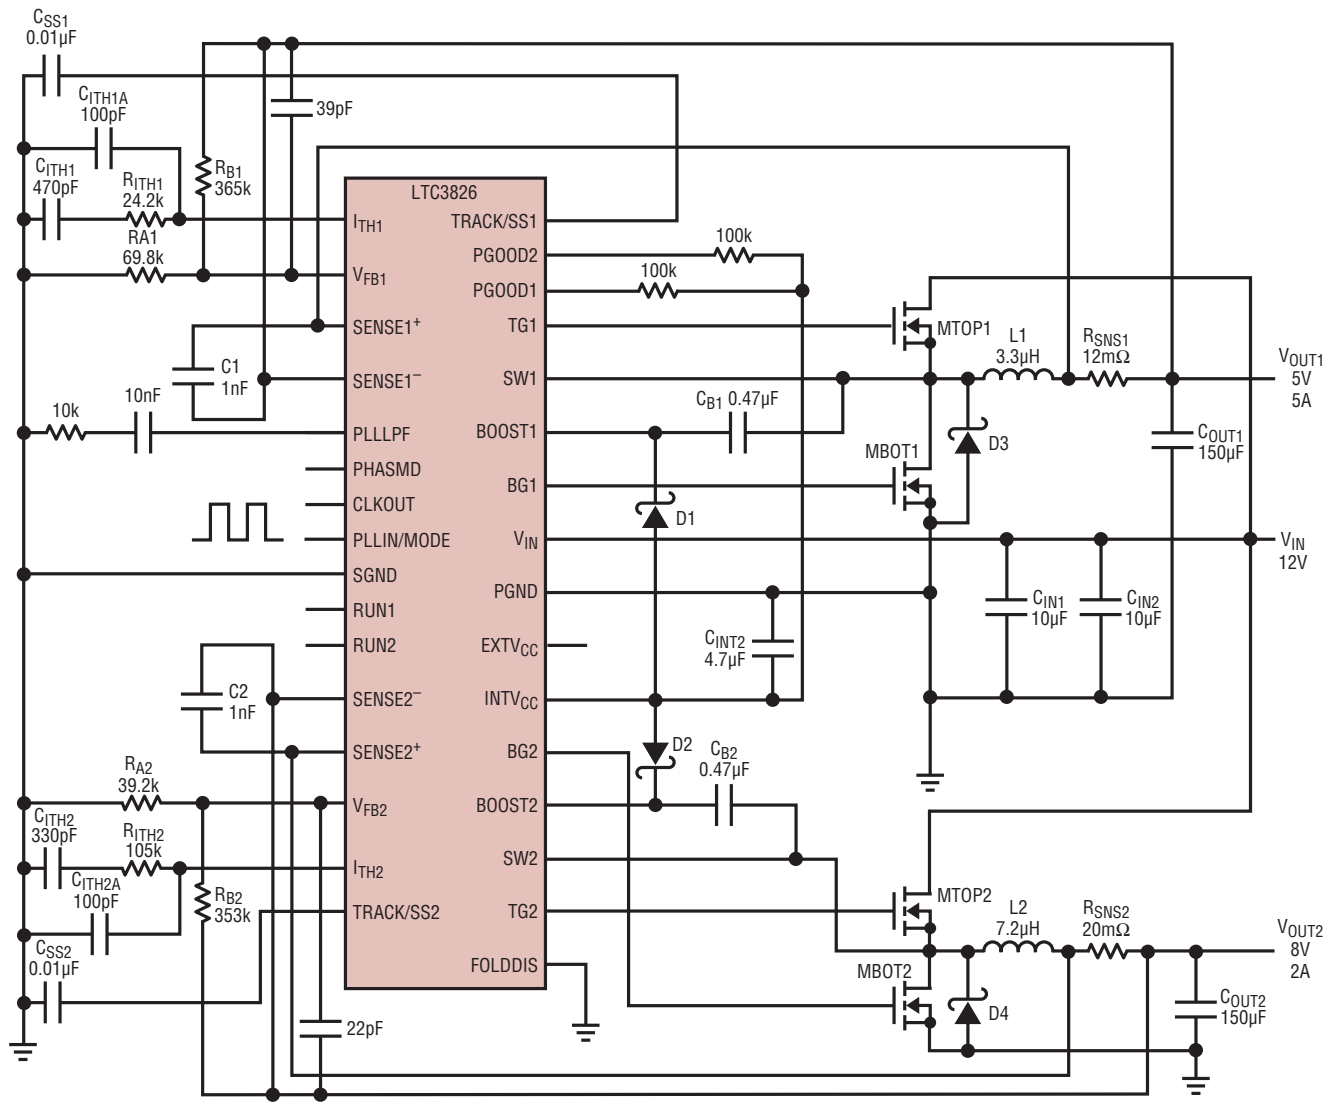 CSS1
0.01µF
CITH1A
100pF
39pF
CITH1
470pF
RITH1
24.2k
RB1
365k
RA1
69.8k
C1
1nF
10k
10nF
LTC3826
ITH1
VFB1
SENSE1+
SENSE1−
PLLLPF
PHASMD
CLKOUT
PLLIN/MODE
SGND
RUN1
RUN2
SENSE2−
SENSE2+
VFB2
ITH2
TRACK/SS2
TRACK/SS1
PGOOD2
PGOOD1
TG1
SW1
BOOST1
BG1
VIN
PGND
EXTVCC
INTVCC
BG2
BOOST2
SW2
TG2
FOLDDIS
100k
100k
MTOP1
L1
3.3µH
RSNS1
12mΩ
VOUT1
5V
5A
CB1 0.47µF
MBOT1
D3
COUT1
150µF
D1
VIN
12V
CIN1
10µF
CIN2
10µF
CINT2
4.7µF
D2
CB2
0.47µF
C2
1nF
RA2
39.2k
CITH2
330pF
RITH2
105k
CITH2A
100pF
RB2
353k
CSS2
0.01µF
22pF
MTOP2
L2
7.2µH
RSNS2
20mΩ
VOUT2
8V
2A
MBOT2
D4
COUT2
150µF